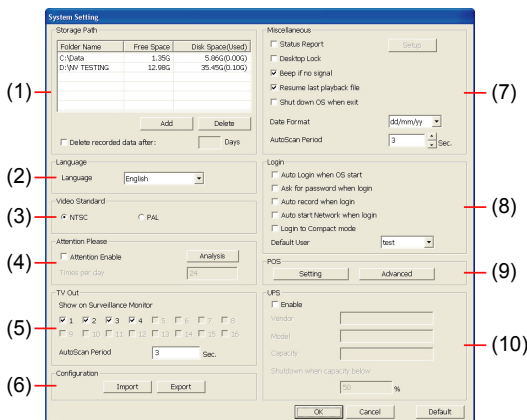 System Setting
Storage Path
Folder Name Free Space Disk Space(Used)
C:\Data 1.35G 5.86G(0.00G)
D:\NV TESTING 12.98G 35.45G(0.10G)
(1)
Add Delete
Delete recorded data after: Days
Language
(2)
Language English
Video Standard
(3)
NTSC PAL
Attention Please
(4)
Attention Enable Analysis
Times per day 24
TV Out
Show on Surveillance Monitor
(5)
1 2 3 4 5 6 7 8
9 10 11 12 13 14 15 16
AutoScan Period 3 Sec.
Configuration
(6)
Import Export
Miscellaneous
Status Report Setup
Desktop Lock
Beep if no signal
Resume last playback file
(7)
Shut down OS when exit
Date Format dd/mm/yy
AutoScan Period 3 Sec.
Login
Auto Login when OS start
Ask for password when login
Auto record when login
(8)
Auto start Network when login
Login to Compact mode
Default User test
POS
(9)
Setting Advanced
UPS
Enable
Vendor
Model
(10)
Capacity
Shutdown when capacity below
50 %
OK Cancel Default